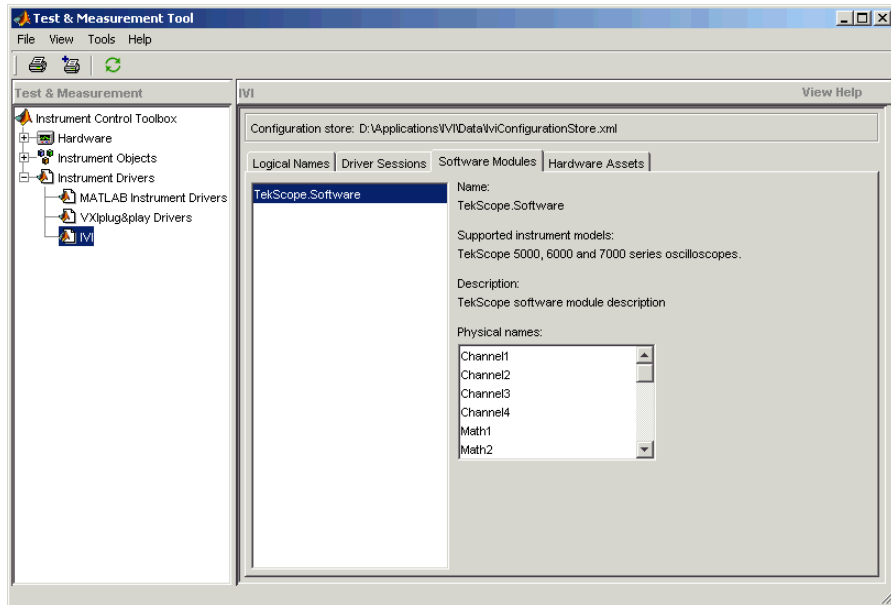 Test & Measurement Tool
File View Tools Help
Test & Measurement
IVI
View Help
Instrument Control Toolbox
Hardware
Instrument Objects
Instrument Drivers
MATLAB Instrument Drivers
VXIplug&play Drivers
IVI
Configuration store: D:\Applications\IVI\Data\IviConfigurationStore.xml
Logical Names Driver Sessions Software Modules Hardware Assets
TekScope.Software
Name:
TekScope.Software
Supported instrument models:
TekScope 5000, 6000 and 7000 series oscilloscopes.
Description:
TekScope software module description
Physical names:
Channel1
Channel2
Channel3
Channel4
Math1
Math2